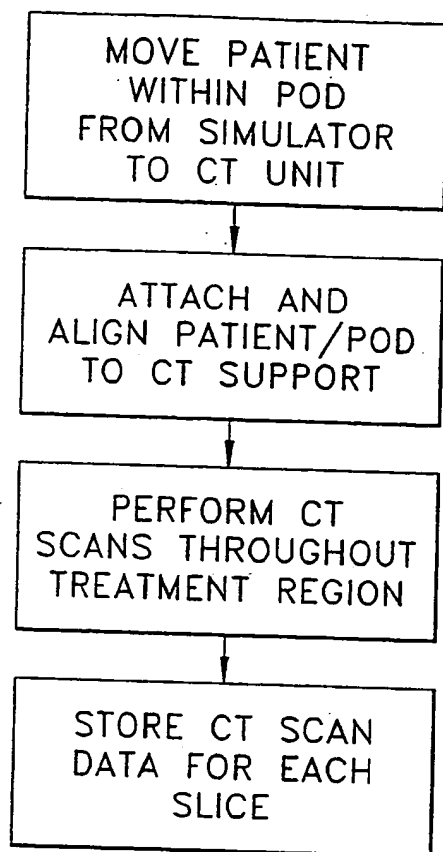 MOVE PATIENT
WITHIN POD
FROM SIMULATOR
TO CT UNIT
ATTACH AND
ALIGN PATIENT/POD
TO CT SUPPORT
PERFORM CT
SCANS THROUGHOUT
TREATMENT REGION
STORE CT SCAN
DATA FOR EACH
SLICE